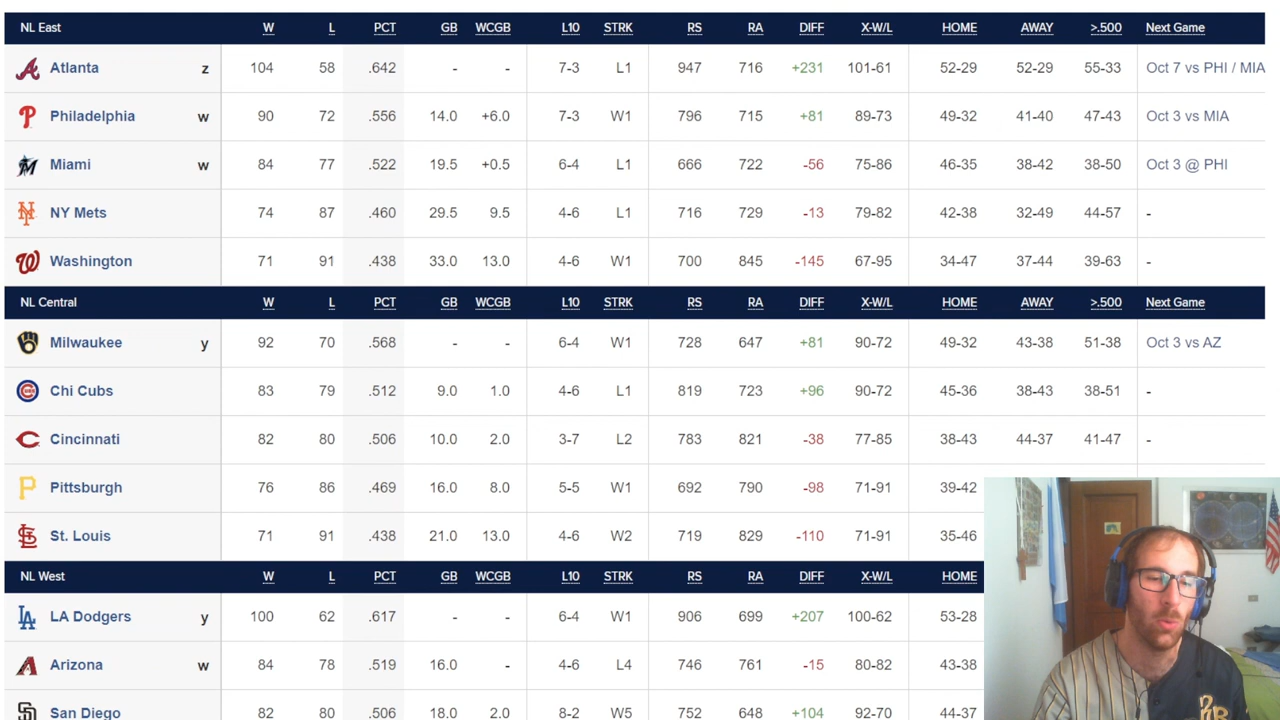 NL East W L PCT GB WCGB L10 STRK RS RA DIFF X-W/L HOME AWAY >.500 Next Game
Atlanta z 104 58 .642 - - 7-3 L1 947 716 +231 101-61 52-29 52-29 55-33 Oct 7 vs PHI / MIA
Philadelphia w 90 72 .556 14.0 +6.0 7-3 W1 796 715 +81 89-73 49-32 41-40 47-43 Oct 3 vs MIA
Miami w 84 77 .522 19.5 +0.5 6-4 L1 666 722 -56 75-86 46-35 38-42 38-50 Oct 3 @ PHI
NY Mets 74 87 .460 29.5 9.5 4-6 L1 716 729 -13 79-82 42-38 32-49 44-57 -
Washington 71 91 .438 33.0 13.0 4-6 W1 700 845 -145 67-95 34-47 37-44 39-63 -
NL Central W L PCT GB WCGB L10 STRK RS RA DIFF X-W/L HOME AWAY >.500 Next Game
Milwaukee y 92 70 .568 - - 6-4 W1 728 647 +81 90-72 49-32 43-38 51-38 Oct 3 vs AZ
Chi Cubs 83 79 .512 9.0 1.0 4-6 L1 819 723 +96 90-72 45-36 38-43 38-51 -
Cincinnati 82 80 .506 10.0 2.0 3-7 L2 783 821 -38 77-85 38-43 44-37 41-47 -
Pittsburgh 76 86 .469 16.0 8.0 5-5 W1 692 790 -98 71-91 39-42
St. Louis 71 91 .438 21.0 13.0 4-6 W2 719 829 -110 71-91 35-46
NL West W L PCT GB WCGB L10 STRK RS RA DIFF X-W/L HOME
LA Dodgers y 100 62 .617 - - 6-4 W1 906 699 +207 100-62 53-28
Arizona w 84 78 .519 16.0 - 4-6 L4 746 761 -15 80-82 43-38
San Diego 82 80 .506 18.0 2.0 8-2 W5 752 648 +104 92-70 44-37